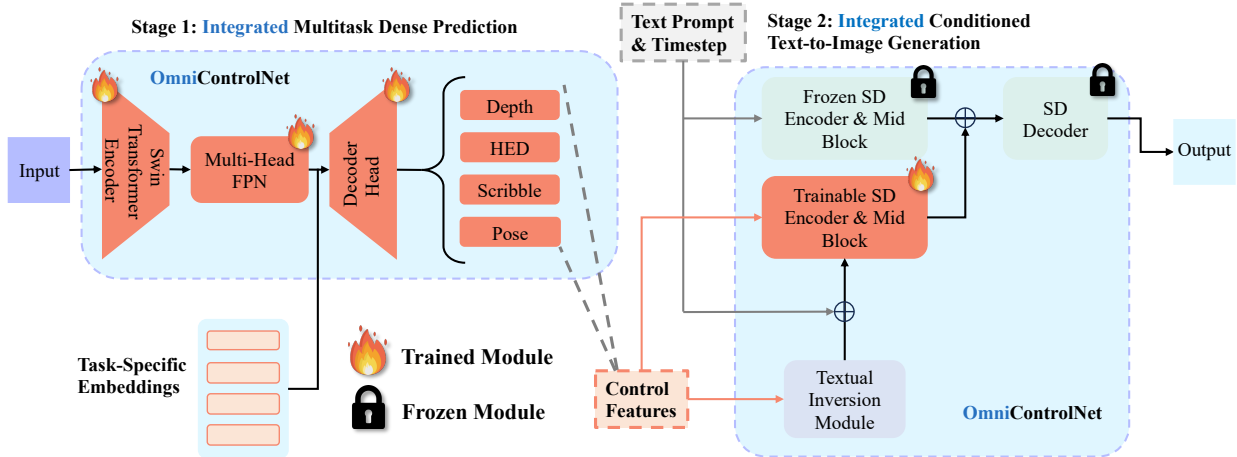 Stage 1: Integrated Multitask Dense Prediction
OmniControlNet
Input
Swin
Transformer
Encoder
Multi-Head
FPN
Decoder
Head
Depth
HED
Scribble
Pose
Task-Specific
Embeddings
Trained Module
Frozen Module
Text Prompt
& Timestep
Control
Features
Stage 2: Integrated Conditioned
Text-to-Image Generation
Frozen SD
Encoder & Mid
Block
SD
Decoder
Output
Trainable SD
Encoder & Mid
Block
Textual
Inversion
Module
OmniControlNet